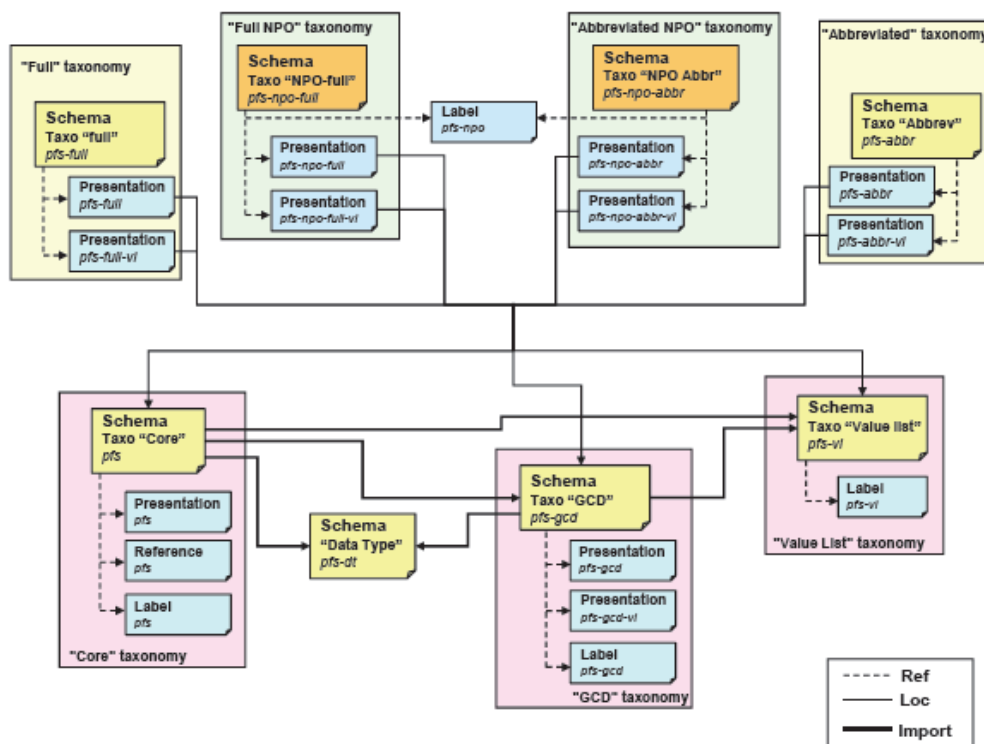 "Full" taxonomy
Schema
Taxo "full"
pfs-full
Presentation
pfs-full
Presentation
pfs-full-vl
"Full NPO" taxonomy
Schema
Taxo "NPO-full"
pfs-npo-full
Presentation
pfs-npo-full
Presentation
pfs-npo-full-vl
Label
pfs-npo
"Abbreviated NPO" taxonomy
Schema
Taxo "NPO Abbr"
pfs-npo-abbr
Presentation
pfs-npo-abbr
Presentation
pfs-npo-abbr-vl
"Abbreviated" taxonomy
Schema
Taxo "Abbrev"
pfs-abbr
Presentation
pfs-abbr
Presentation
pfs-abbr-vl
Schema
Taxo "Core"
pfs
Presentation
pfs
Reference
pfs
Label
pfs
"Core" taxonomy
Schema
"Data Type"
pfs-dt
Schema
Taxo "GCD"
pfs-gcd
Presentation
pfs-gcd
Presentation
pfs-gcd-vl
Label
pfs-gcd
"GCD" taxonomy
Schema
Taxo "Value list"
pfs-vl
Label
pfs-vl
"Value List" taxonomy
Ref
Loc
Import